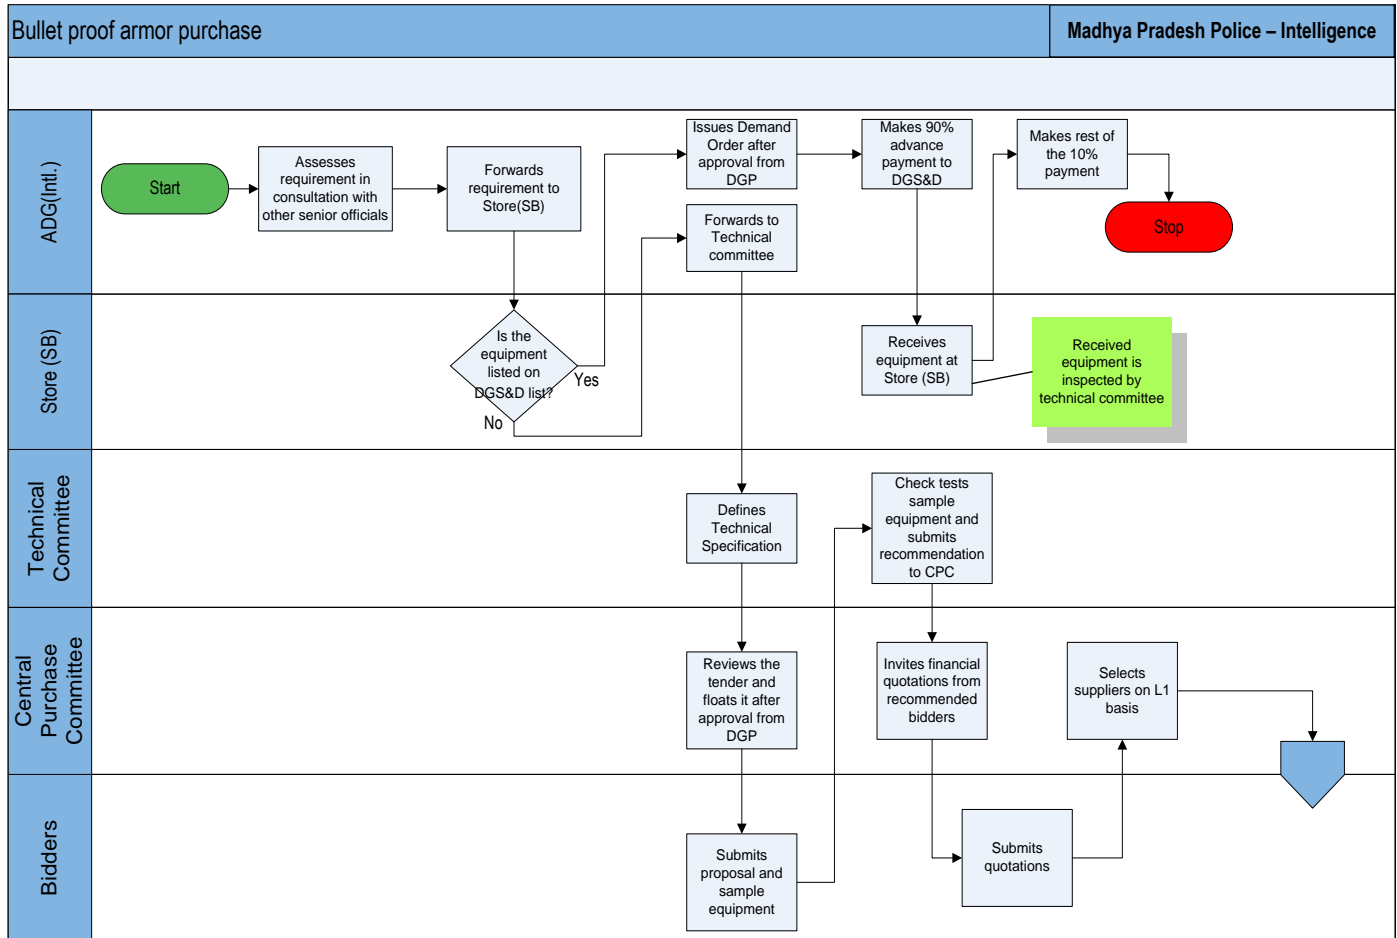 Bullet proof armor purchase
Madhya Pradesh Police – Intelligence
ADG(Intl.)
Start
Assesses
requirement in
consultation with
other senior officials
Forwards
requirement to
Store(SB)
Issues Demand
Order after
approval from
DGP
Makes 90%
advance
payment to
DGS&D
Makes rest of
the 10%
payment
Forwards to
Technical
committee
Stop
Store (SB)
Is the
equipment
listed on
DGS&D list?
Yes
No
Receives
equipment at
Store (SB)
Received
equipment is
inspected by
technical committee
Technical
Committee
Defines
Technical
Specification
Check tests
sample
equipment and
submits
recommendation
to CPC
Central
Purchase
Committee
Reviews the
tender and
floats it after
approval from
DGP
Invites financial
quotations from
recommended
bidders
Selects
suppliers on L1
basis
Bidders
Submits
proposal and
sample
equipment
Submits
quotations